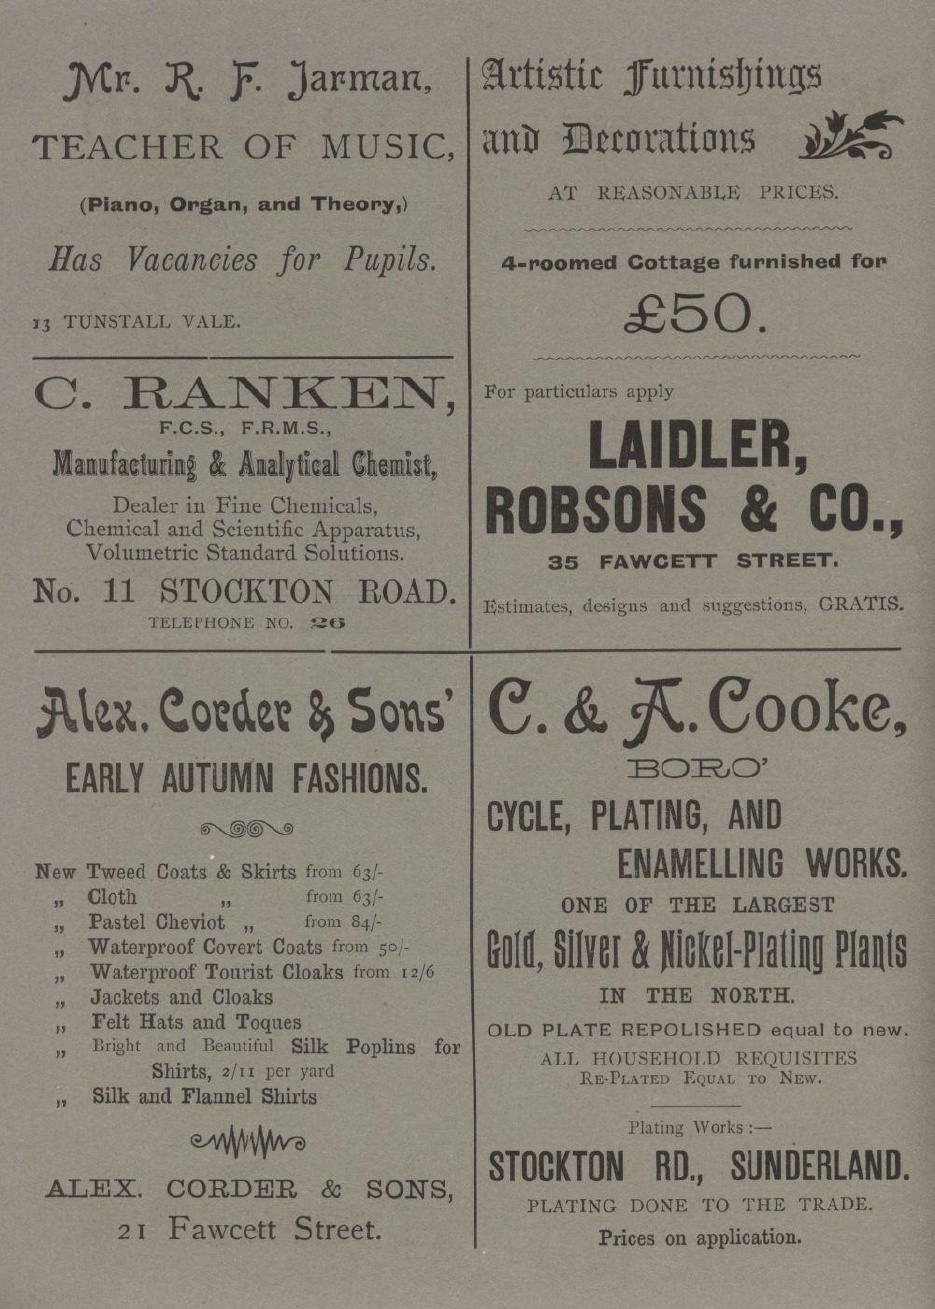 Mr. R. F. Jarman,
TEACHER OF MUSIC,
(Piano, Organ, and Theory,)
Has Vacancies for Pupils.
13 TUNSTALL VALE.
C. RANKEN,
F.C.S., F.R.M.S.,
Manufacturing & Analytical Chemist,
Dealer in Fine Chemicals,
Chemical and Scientific Apparatus,
Volumetric Standard Solutions.
No. 11 STOCKTON ROAD.
TELEPHONE NO. 26
Artistic Furnishings
and Decorations
AT REASONABLE PRICES.
4-roomed Cottage furnished for
£50.
For particulars apply
LAIDLER,
ROBSONS & CO.,
35 FAWCETT STREET.
Estimates, designs and suggestions, GRATIS.
Alex. Corder & Sons'
EARLY AUTUMN FASHIONS.
New Tweed Coats & Skirts from 63/-
„ Cloth „ from 63/-
„ Pastel Cheviot „ from 84/-
„ Waterproof Covert Coats from 50/-
„ Waterproof Tourist Cloaks from 12/6
„ Jackets and Cloaks
„ Felt Hats and Toques
„ Bright and Beautiful Silk Poplins for
Shirts, 2/11 per yard
„ Silk and Flannel Shirts
ALEX. CORDER & SONS,
21 Fawcett Street.
C. & A. Cooke,
BORO'
CYCLE, PLATING, AND
ENAMELLING WORKS.
ONE OF THE LARGEST
Gold, Silver & Nickel-Plating Plants
IN THE NORTH.
OLD PLATE REPOLISHED equal to new.
ALL HOUSEHOLD REQUISITES
RE-PLATED EQUAL TO NEW.
Plating Works :—
STOCKTON RD., SUNDERLAND.
PLATING DONE TO THE TRADE.
Prices on application.